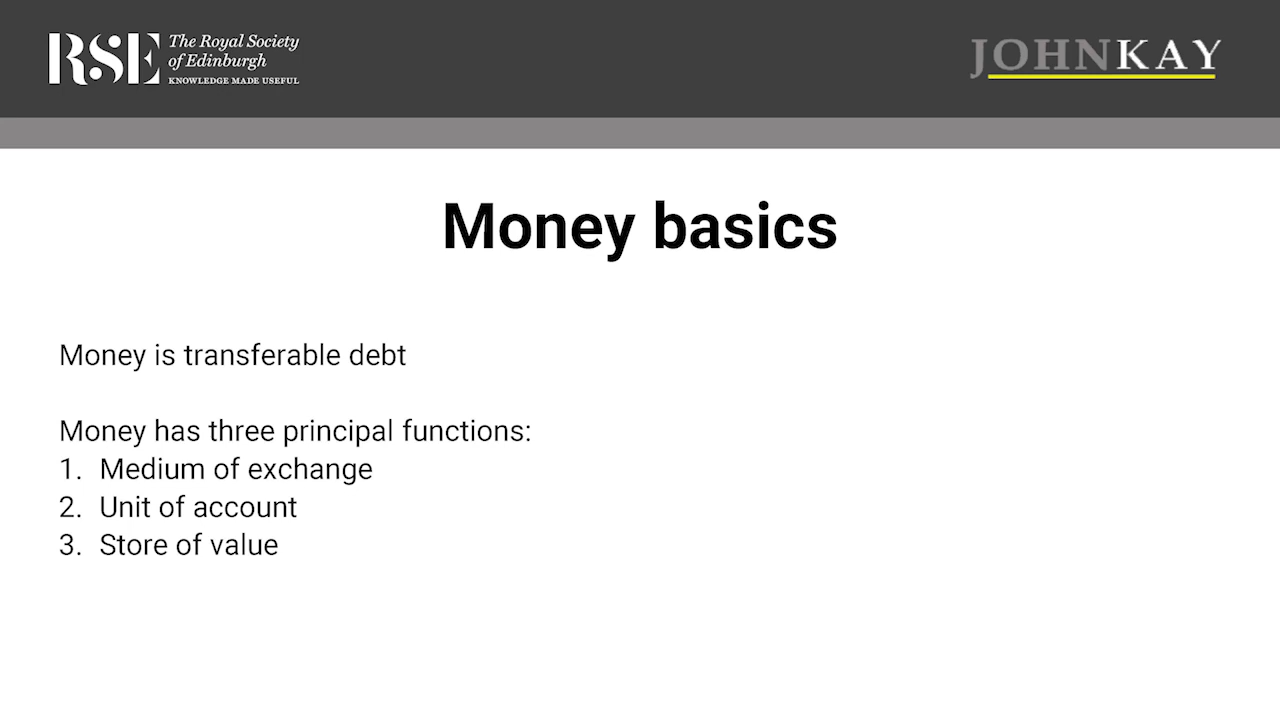 RSE
The Royal Society
of Edinburgh
KNOWLEDGE MADE USEFUL
JOHNKAY
Money basics
Money is transferable debt
Money has three principal functions:
1. Medium of exchange
2. Unit of account
3. Store of value